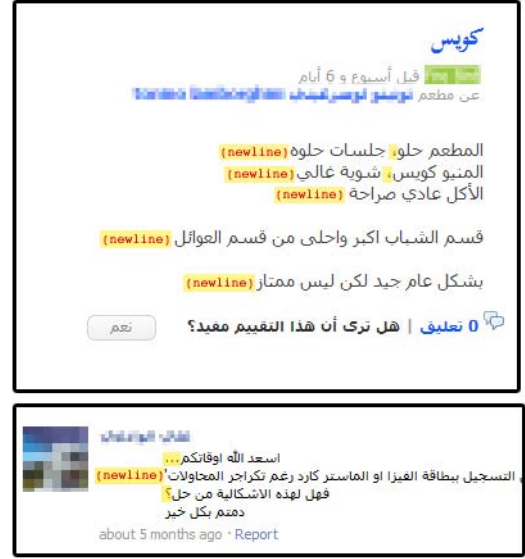 كويس
قبل أسبوع و 6 أيام
عن مطعم
المطعم حلو، جلسات حلوة (newline)
المنيو كويس، شوية غالي (newline)
الأكل عادي صراحة (newline)
قسم الشباب اكبر واحلى من قسم العوائل (newline)
بشكل عام جيد لكن ليس ممتاز (newline)
0 تعليق | هل ترى أن هذا التقييم مفيد؟ نعم
اسعد الله اوقاتكم...
التسجيل ببطاقة الفيزا او الماستر كارد رغم تكراجر المحاولات' (newline)
فهل لهذه الاشكالية من حل؟
دمتم بكل خير
about 5 months ago · Report